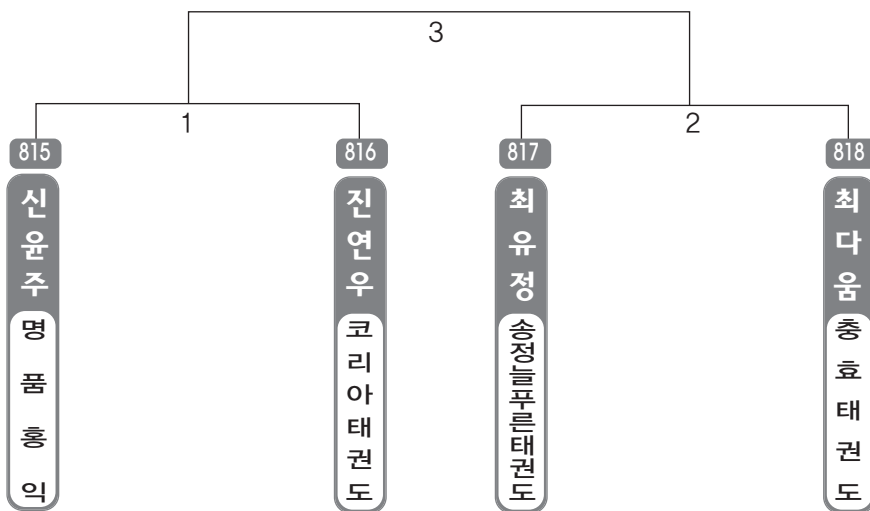 3
1
2
815
816
817
818
신윤주
진연우
최유정
최다움
명품홍익
코리아태권도
송정늘푸른태권도
충효태권도